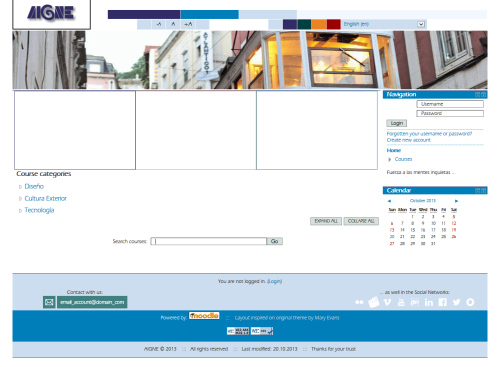 AIGNE
-A A +A
English (en)
Navigation
Username
Password
Login
Forgotten your username or password?
Create new account
Home
Courses
Fuerza a las mentes inquietas...
Course categories
Diseño
Cultura Exterior
Tecnología
EXPAND ALL COLLAPSE ALL
Search courses: Go
Calendar
October 2013
Sun Mon Tue Wed Thu Fri Sat
1 2 3 4 5
6 7 8 9 10 11 12
13 14 15 16 17 18 19
20 21 22 23 24 25 26
27 28 29 30 31
You are not logged in. (Login)
Contact with us:
email_account@domain_com
... as well in the Social Networks:
Powered by: moodle ::: Layout inspired on original theme by Mary Evans
AIGNE © 2013 ::: All rights reserved ::: Last modified: 20.10.2013 ::: Thanks for your trust